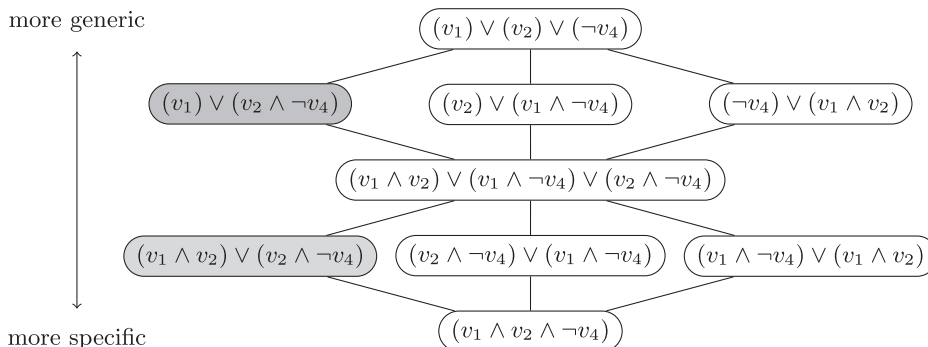 more generic
(v₁) ∨ (v₂) ∨ (¬v₄)
(v₁) ∨ (v₂ ∧ ¬v₄)
(v₂) ∨ (v₁ ∧ ¬v₄)
(¬v₄) ∨ (v₁ ∧ v₂)
(v₁ ∧ v₂) ∨ (v₁ ∧ ¬v₄) ∨ (v₂ ∧ ¬v₄)
(v₁ ∧ v₂) ∨ (v₂ ∧ ¬v₄)
(v₂ ∧ ¬v₄) ∨ (v₁ ∧ ¬v₄)
(v₁ ∧ ¬v₄) ∨ (v₁ ∧ v₂)
(v₁ ∧ v₂ ∧ ¬v₄)
more specific